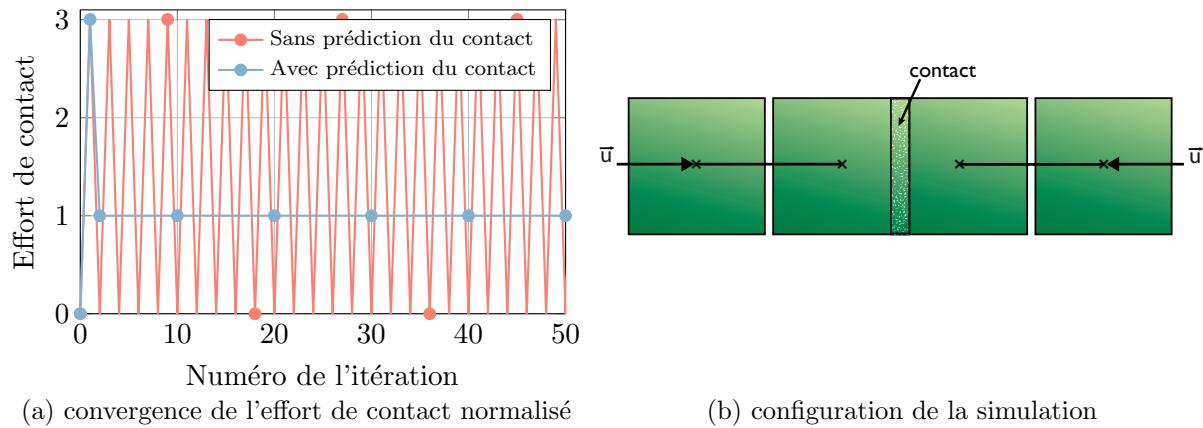 3
2
1
0
0
10
20
30
40
50
Effort de contact
Numéro de l'itération
Sans prédiction du contact
Avec prédiction du contact
(a) convergence de l'effort de contact normalisé
contact
u
u
(b) configuration de la simulation